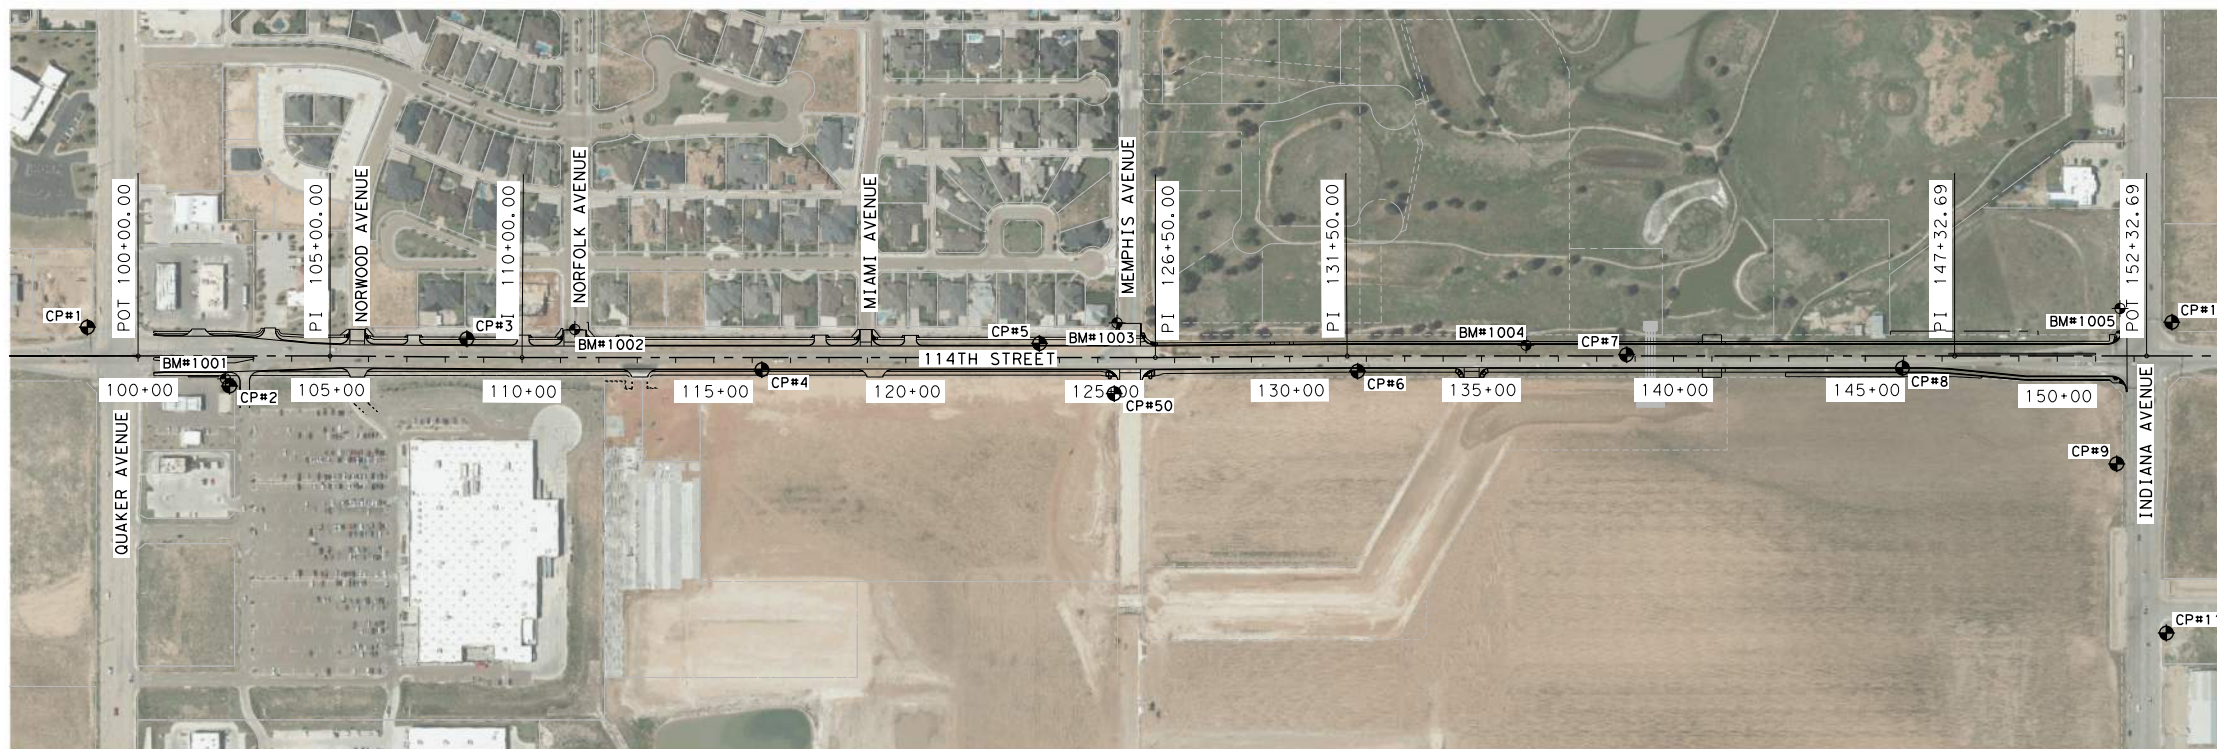 POT 100+00.00
PI 105+00.00
NORWOOD AVENUE
I 110+00.00
NORFOLK AVENUE
MIAMI AVENUE
MEMPHIS AVENUE
PI 126+50.00
PI 131+50.00
PI 147+32.69
POT 152+32.69
CP#1
CP#3
BM#1002
CP#5
BM#1003
BM#1004
CP#7
BM#1005
CP#1
114TH STREET
BM#1001
CP#2
CP#4
CP#50
CP#6
CP#8
100+00
105+00
110+00
115+00
120+00
125+00
130+00
135+00
140+00
145+00
150+00
QUAKER AVENUE
INDIANA AVENUE
CP#9
CP#11